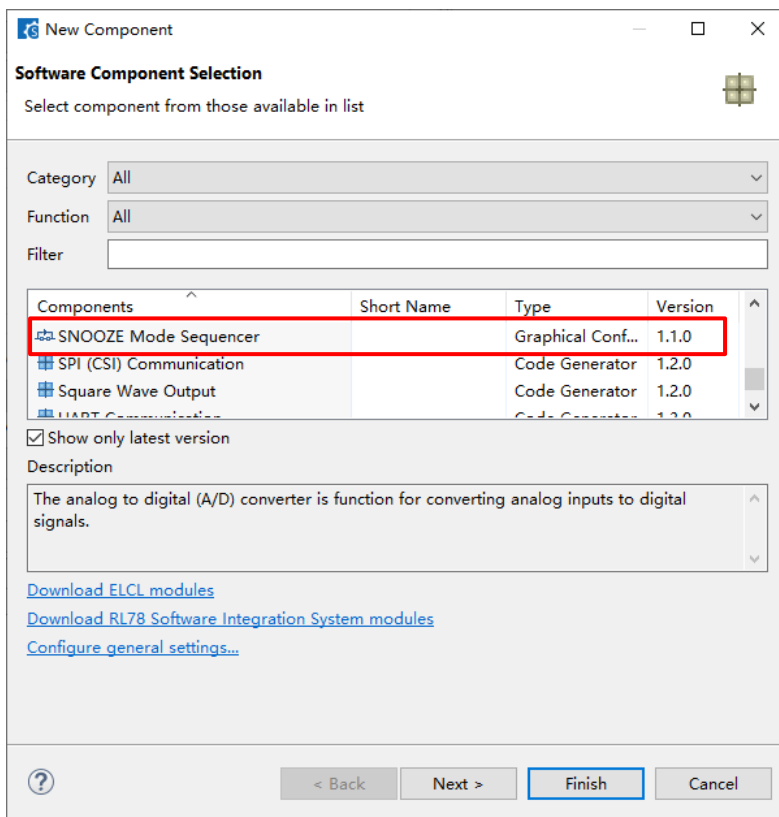 New Component
Software Component Selection
Select component from those available in list
Category All
Function All
Filter
Components Short Name Type Version
SNOOZE Mode Sequencer Graphical Conf... 1.1.0
SPI (CSI) Communication Code Generator 1.2.0
Square Wave Output Code Generator 1.2.0
UART Communication Code Generator
Show only latest version
Description
The analog to digital (A/D) converter is function for converting analog inputs to digital
signals.
Download ELCL modules
Download RL78 Software Integration System modules
Configure general settings...
? < Back Next > Finish Cancel